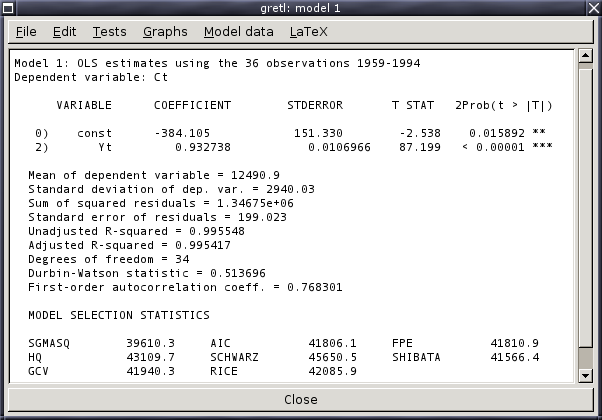 gretl: model 1
File Edit Tests Graphs Model data LaTeX
Model 1: OLS estimates using the 36 observations 1959-1994
Dependent variable: Ct
VARIABLE COEFFICIENT STDERROR T STAT 2Prob(t > |T|)
0) const -384.105 151.330 -2.538 0.015892 **
2) Yt 0.932738 0.0106966 87.199 < 0.00001 ***
Mean of dependent variable = 12490.9
Standard deviation of dep. var. = 2940.03
Sum of squared residuals = 1.34675e+06
Standard error of residuals = 199.023
Unadjusted R-squared = 0.995548
Adjusted R-squared = 0.995417
Degrees of freedom = 34
Durbin-Watson statistic = 0.513696
First-order autocorrelation coeff. = 0.768301
MODEL SELECTION STATISTICS
SGMASQ 39610.3 AIC 41806.1 FPE 41810.9
HQ 43109.7 SCHWARZ 45650.5 SHIBATA 41566.4
GCV 41940.3 RICE 42085.9
Close